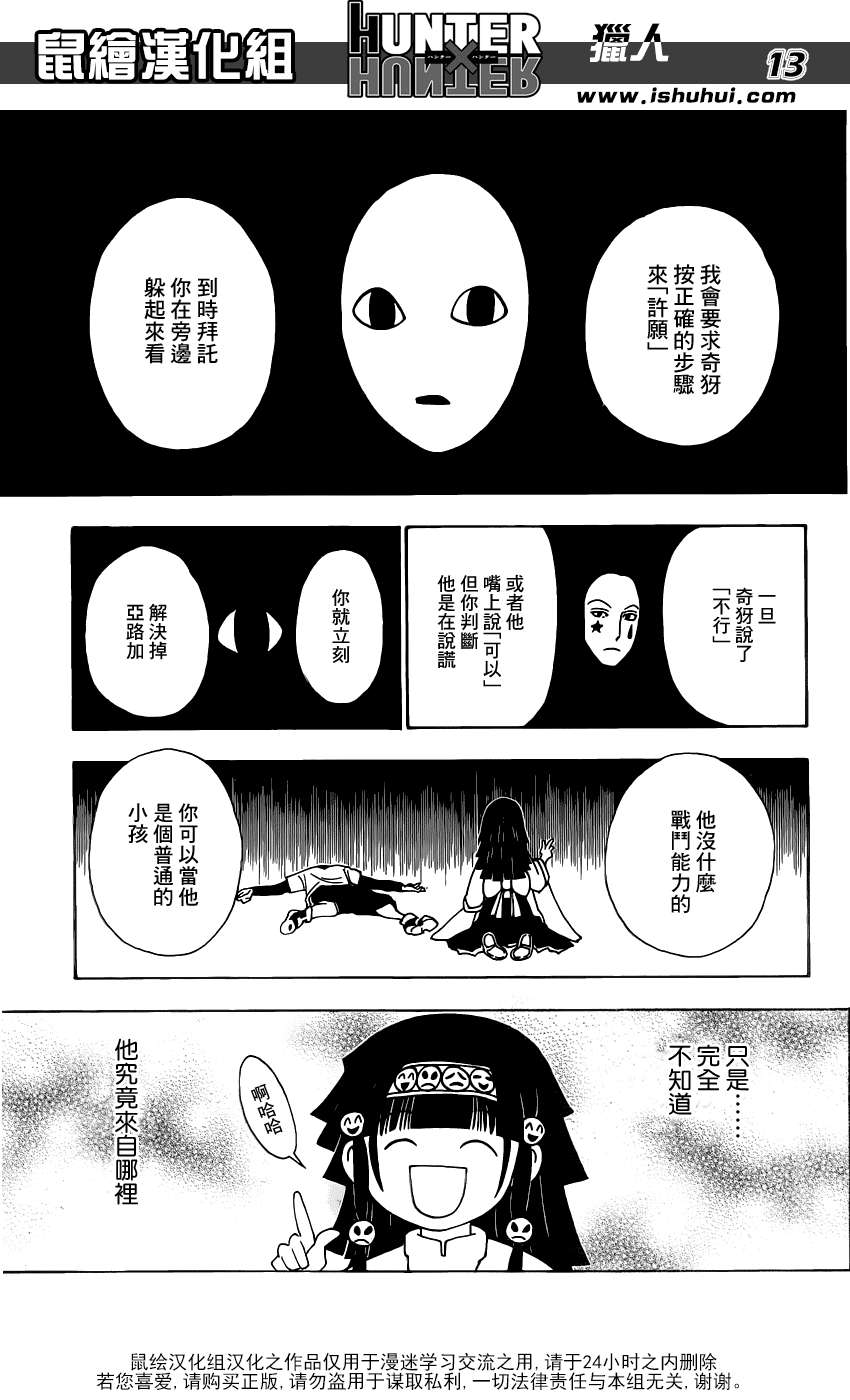 鼠繪漢化組
HUNTER
×
ハンター ハンター
HUNTER
獵人
13
www.ishuhui.com
我會要求奇犽
按正確的步驟
來「許願」
到時拜託
你在旁邊
躲起來看
一旦
奇犽說了
「不行」
或者他
嘴上說「可以」
但你判斷
他是在說謊
你就立刻
解決掉
亞路加
他沒什麼
戰鬥能力的
你可以當他
是個普通的
小孩
只是……
完全
不知道
啊哈哈
他究竟來自哪裡
鼠绘汉化组汉化之作品仅用于漫迷学习交流之用,请于24小时之内删除
若您喜爱,请购买正版,请勿盗用于谋取私利,一切法律责任与本组无关,谢谢。